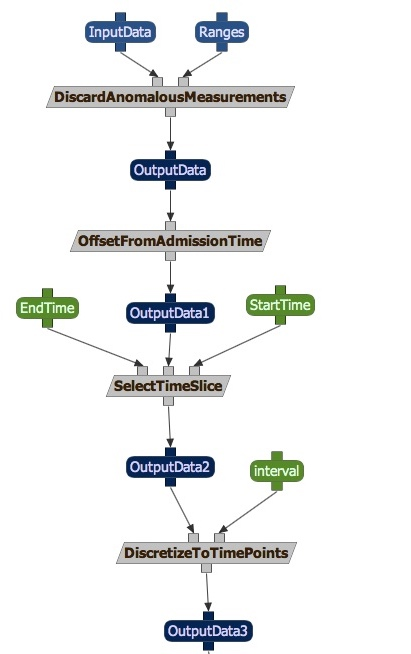 InputData
Ranges
DiscardAnomalousMeasurements
OutputData
OffsetFromAdmissionTime
EndTime
OutputData1
StartTime
SelectTimeSlice
OutputData2
interval
DiscretizeToTimePoints
OutputData3